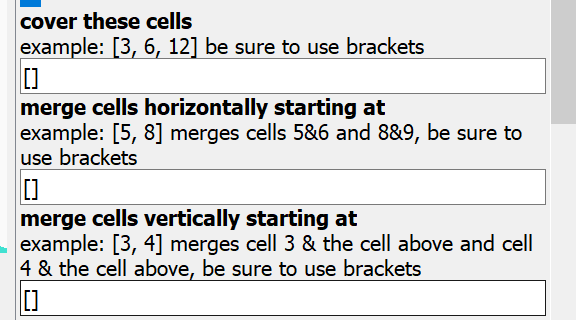 cover these cells
example: [3, 6, 12] be sure to use brackets
[]
merge cells horizontally starting at
example: [5, 8] merges cells 5&6 and 8&9, be sure to
use brackets
[]
merge cells vertically starting at
example: [3, 4] merges cell 3 & the cell above and cell
4 & the cell above, be sure to use brackets
[]